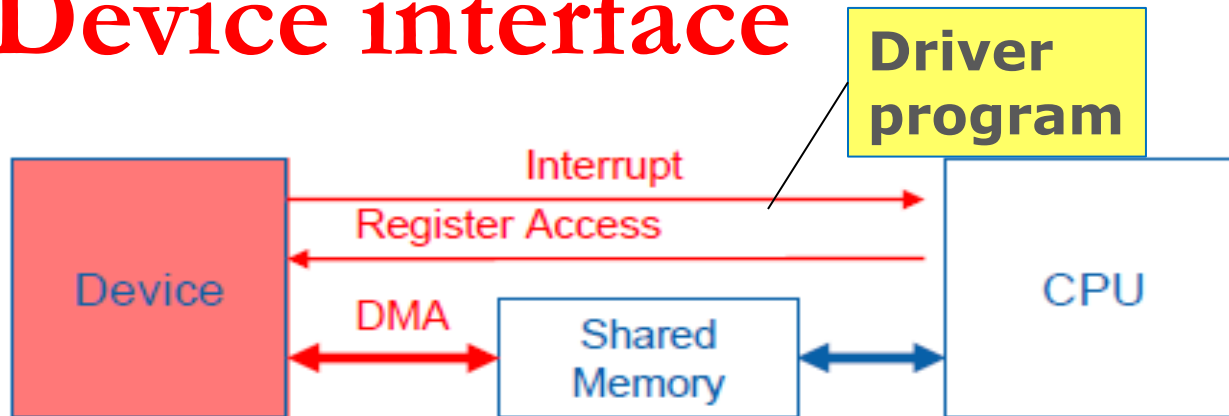 Device interface
Driver
program
Interrupt
Register Access
Device
DMA
Shared
Memory
CPU